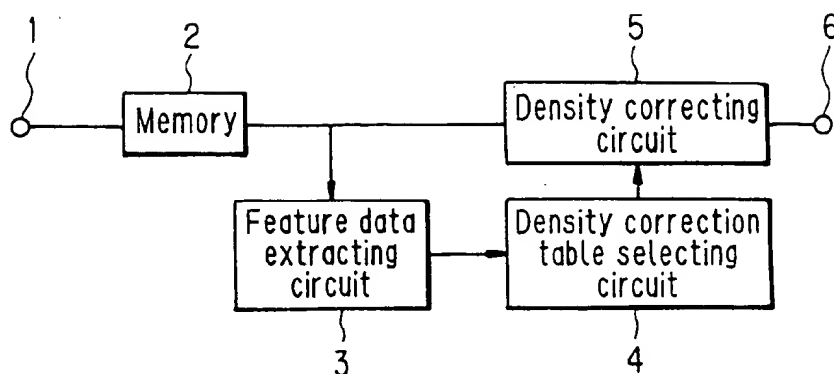 1
2
5
6
Memory
Density correcting
circuit
Feature data
extracting
circuit
Density correction
table selecting
circuit
3
4